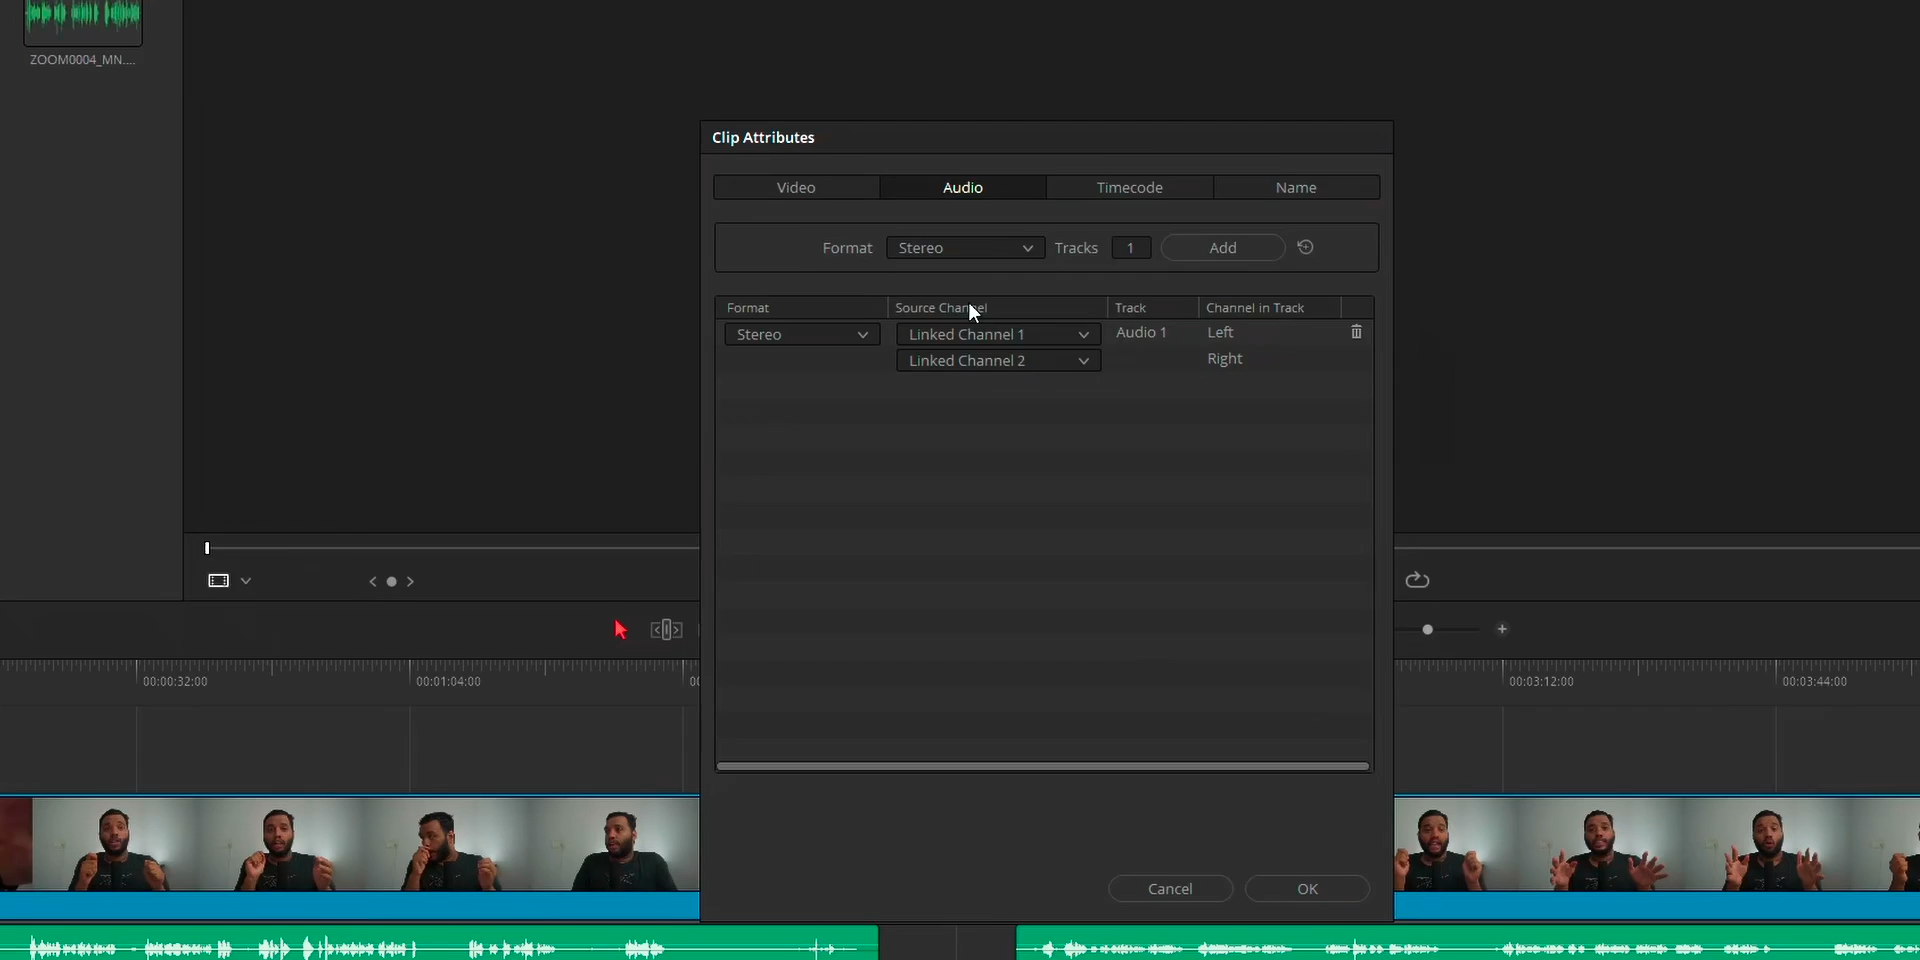 ZOOM0004_MN....
Clip Attributes
Video Audio Timecode Name
Format Stereo Tracks 1 Add
Format Source Channel Track Channel in Track
Stereo Linked Channel 1 Audio 1 Left
Linked Channel 2 Right
00:00:32:00 00:01:04:00 00:03:12:00 00:03:44:00
Cancel OK